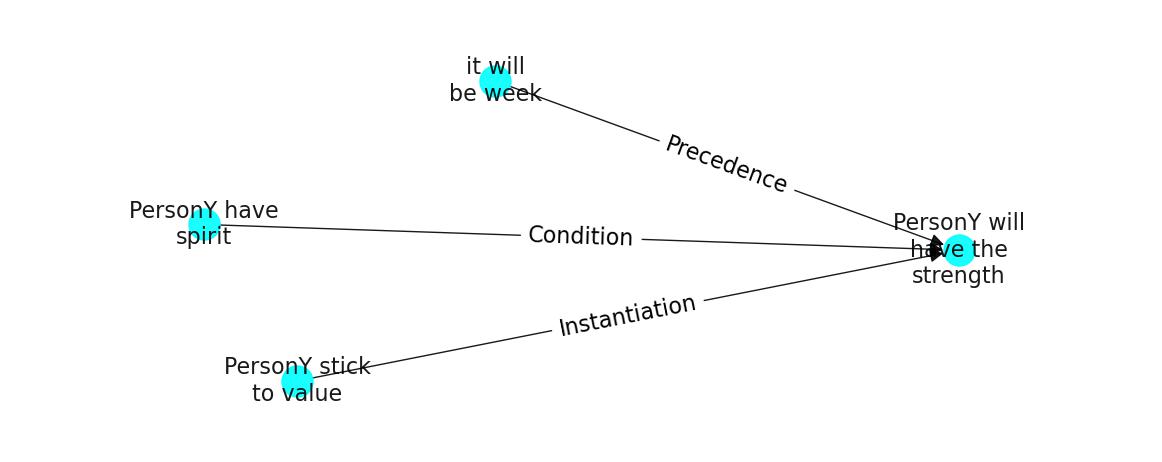 it will
be week
Precedence
PersonY have
spirit
Condition
PersonY will
have the
strength
Instantiation
PersonY stick
to value